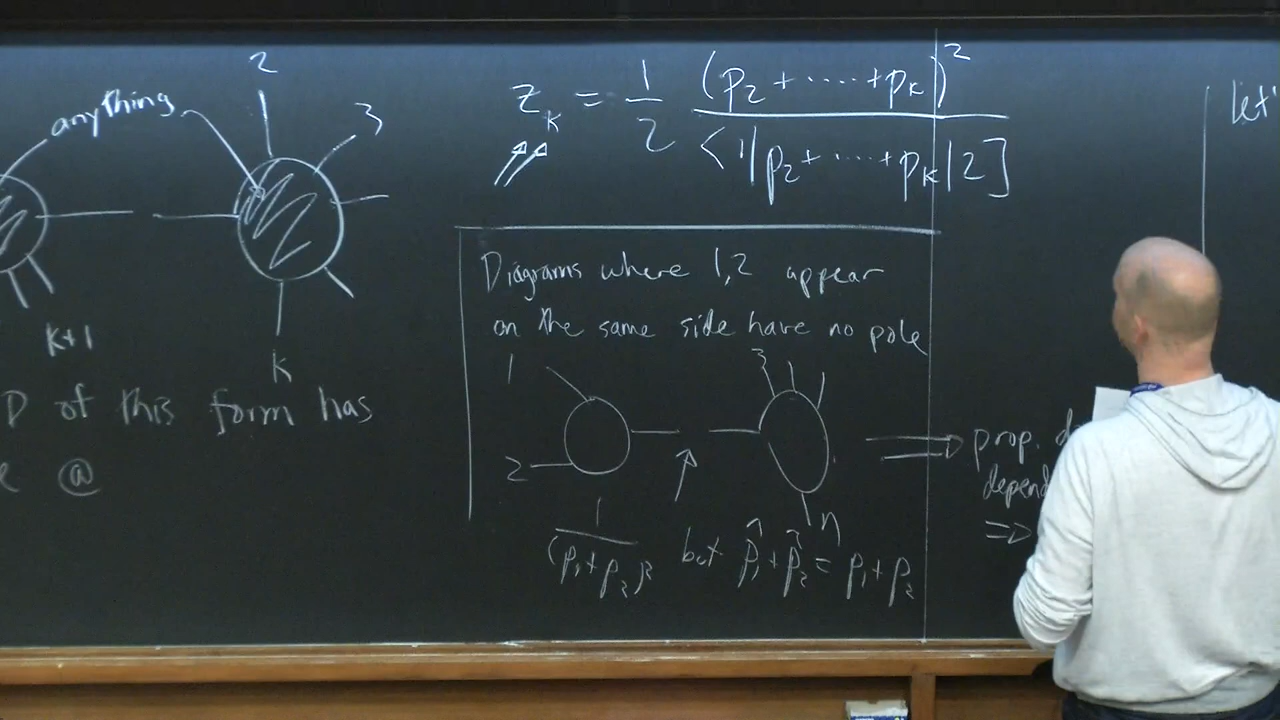 anything
2
3
k+1
k
D of this form has
@
z_k = 1/2 (p_2 + ····· + p_k)^2 / <1|p_2 + ···· + p_k|2]
Diagrams where 1,2 appear
on the same side have no pole
1
2
3
n
1/(p_1+p_2)^2 but p̂_1 + p̂_2 = p_1 + p_2
⇒ prop.
depend
⇒
let'